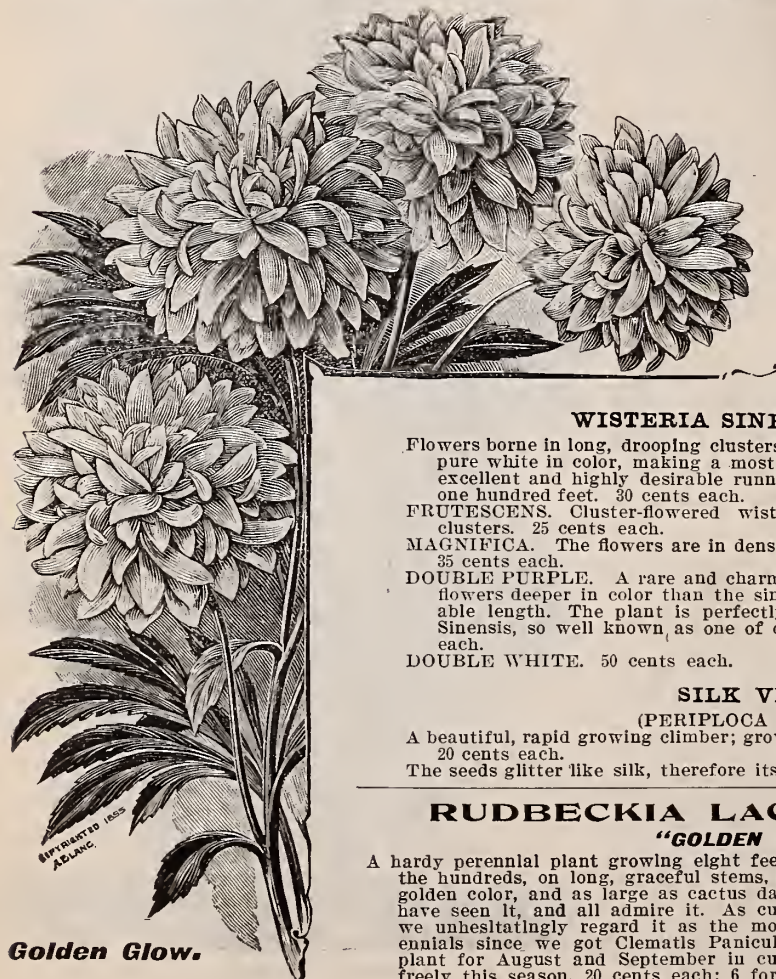 WISTERIA SINE
Flowers borne in long, drooping clusters
pure white in color, making a most
excellent and highly desirable runn
one hundred feet. 30 cents each.
FRUTESCENS. Cluster-flowered wist
clusters. 25 cents each.
MAGNIFICA. The flowers are in dens
35 cents each.
DOUBLE PURPLE. A rare and charm
flowers deeper in color than the sin
able length. The plant is perfectly
Sinensis, so well known as one of
each.
DOUBLE WHITE. 50 cents each.
SILK V
(PERIPLOCA
A beautiful, rapid growing climber; grow
20 cents each.
The seeds glitter like silk, therefore its
RUDBECKIA LAC
"GOLDEN
A hardy perennial plant growing eight fee
the hundreds, on long, graceful stems,
golden color, and as large as cactus da
have seen it, and all admire it. As cu
we unhesitatingly regard it as the mo
ennials since we got Clematis Panicul
plant for August and September in cu
freely this season. 20 cents each; 6 for
COPYRIGHTED 1895
A.BLANC.
Golden Glow.